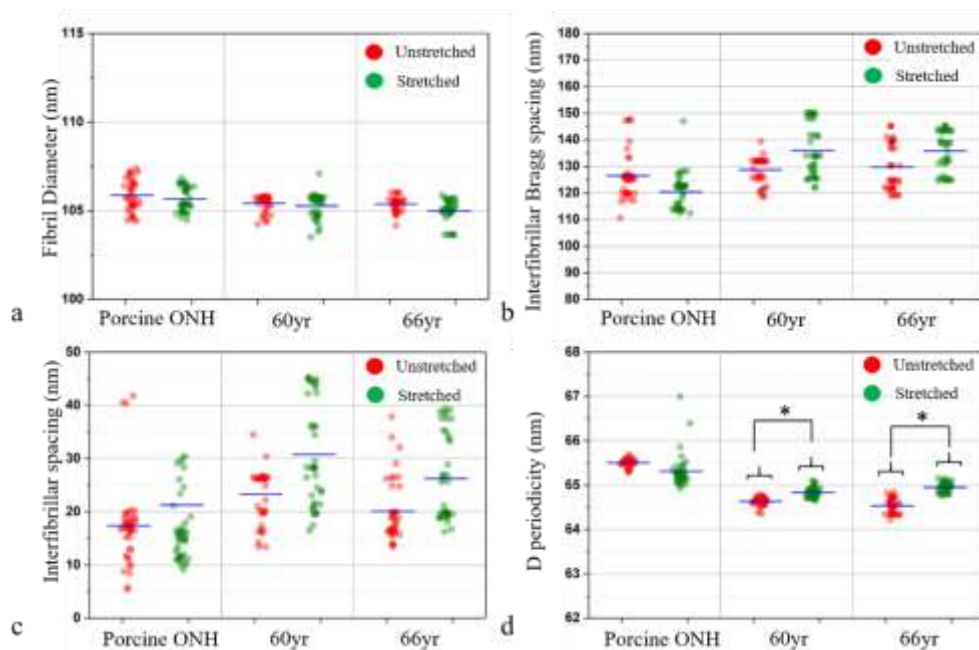 a
Fibril Diameter (nm)
115
110
105
100
Unstretched
Stretched
Porcine ONH 60yr 66yr
b
Interfibrillar Bragg spacing (nm)
180
170
160
150
140
130
120
110
100
90
80
Unstretched
Stretched
Porcine ONH 60yr 66yr
c
Interfibrillar spacing (nm)
50
40
30
20
10
0
Unstretched
Stretched
Porcine ONH 60yr 66yr
d
D periodicity (nm)
68
67
66
65
64
63
62
Unstretched
Stretched
* *
Porcine ONH 60yr 66yr